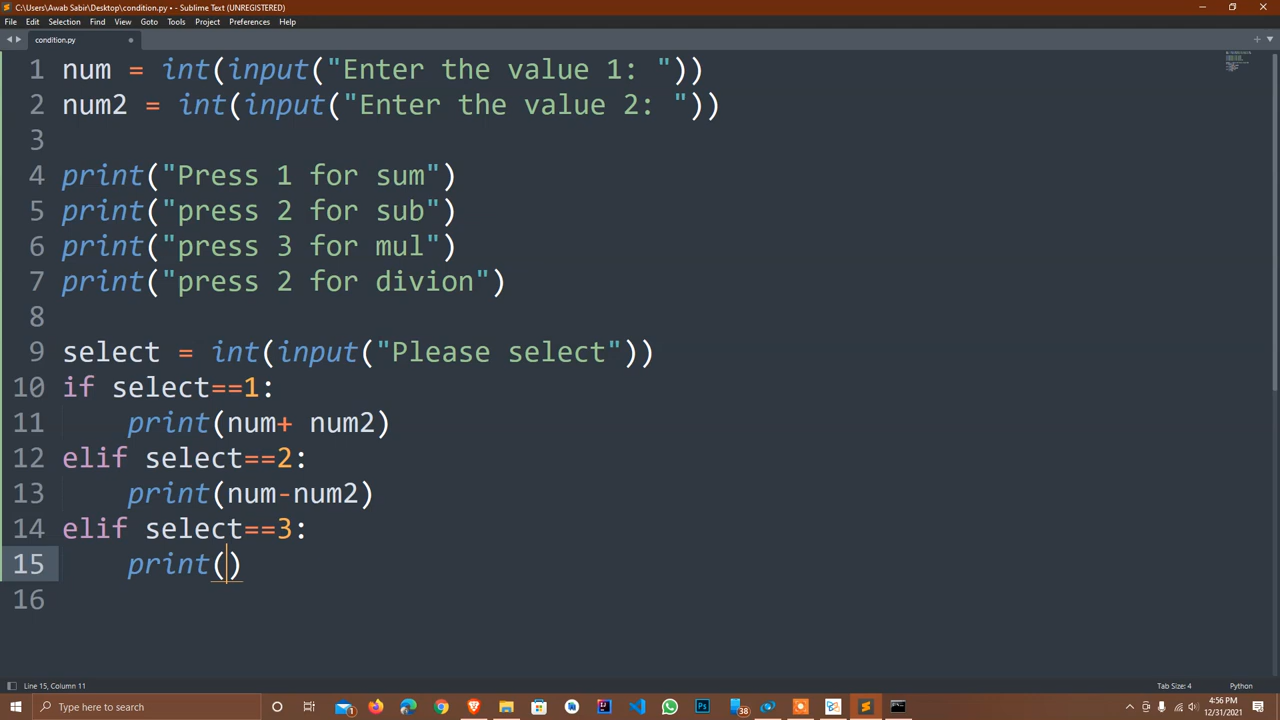 C:\Users\Awab Sabir\Desktop\condition.py • - Sublime Text (UNREGISTERED)
File Edit Selection Find View Goto Tools Project Preferences Help
condition.py
1 num = int(input("Enter the value 1: "))
2 num2 = int(input("Enter the value 2: "))
3
4 print("Press 1 for sum")
5 print("press 2 for sub")
6 print("press 3 for mul")
7 print("press 2 for divion")
8
9 select = int(input("Please select"))
10 if select==1:
11     print(num+ num2)
12 elif select==2:
13     print(num-num2)
14 elif select==3:
15     print()
16
Line 15, Column 11 Tab Size: 4 Python
Type here to search 1 Ps 38 4:56 PM
12/31/2021